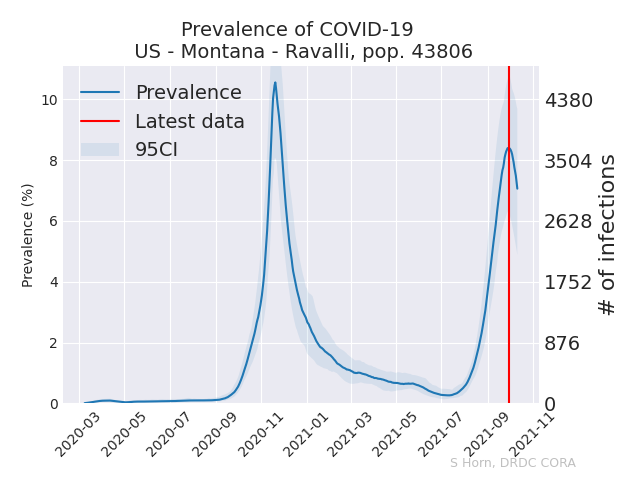 Prevalence of COVID-19
US - Montana - Ravalli, pop. 43806
Prevalence
Latest data
95CI
Prevalence (%)
10
8
6
4
2
0
4380
3504
2628
1752
876
0
# of infections
2020-03
2020-05
2020-07
2020-09
2020-11
2021-01
2021-03
2021-05
2021-07
2021-09
2021-11
S Horn, DRDC CORA